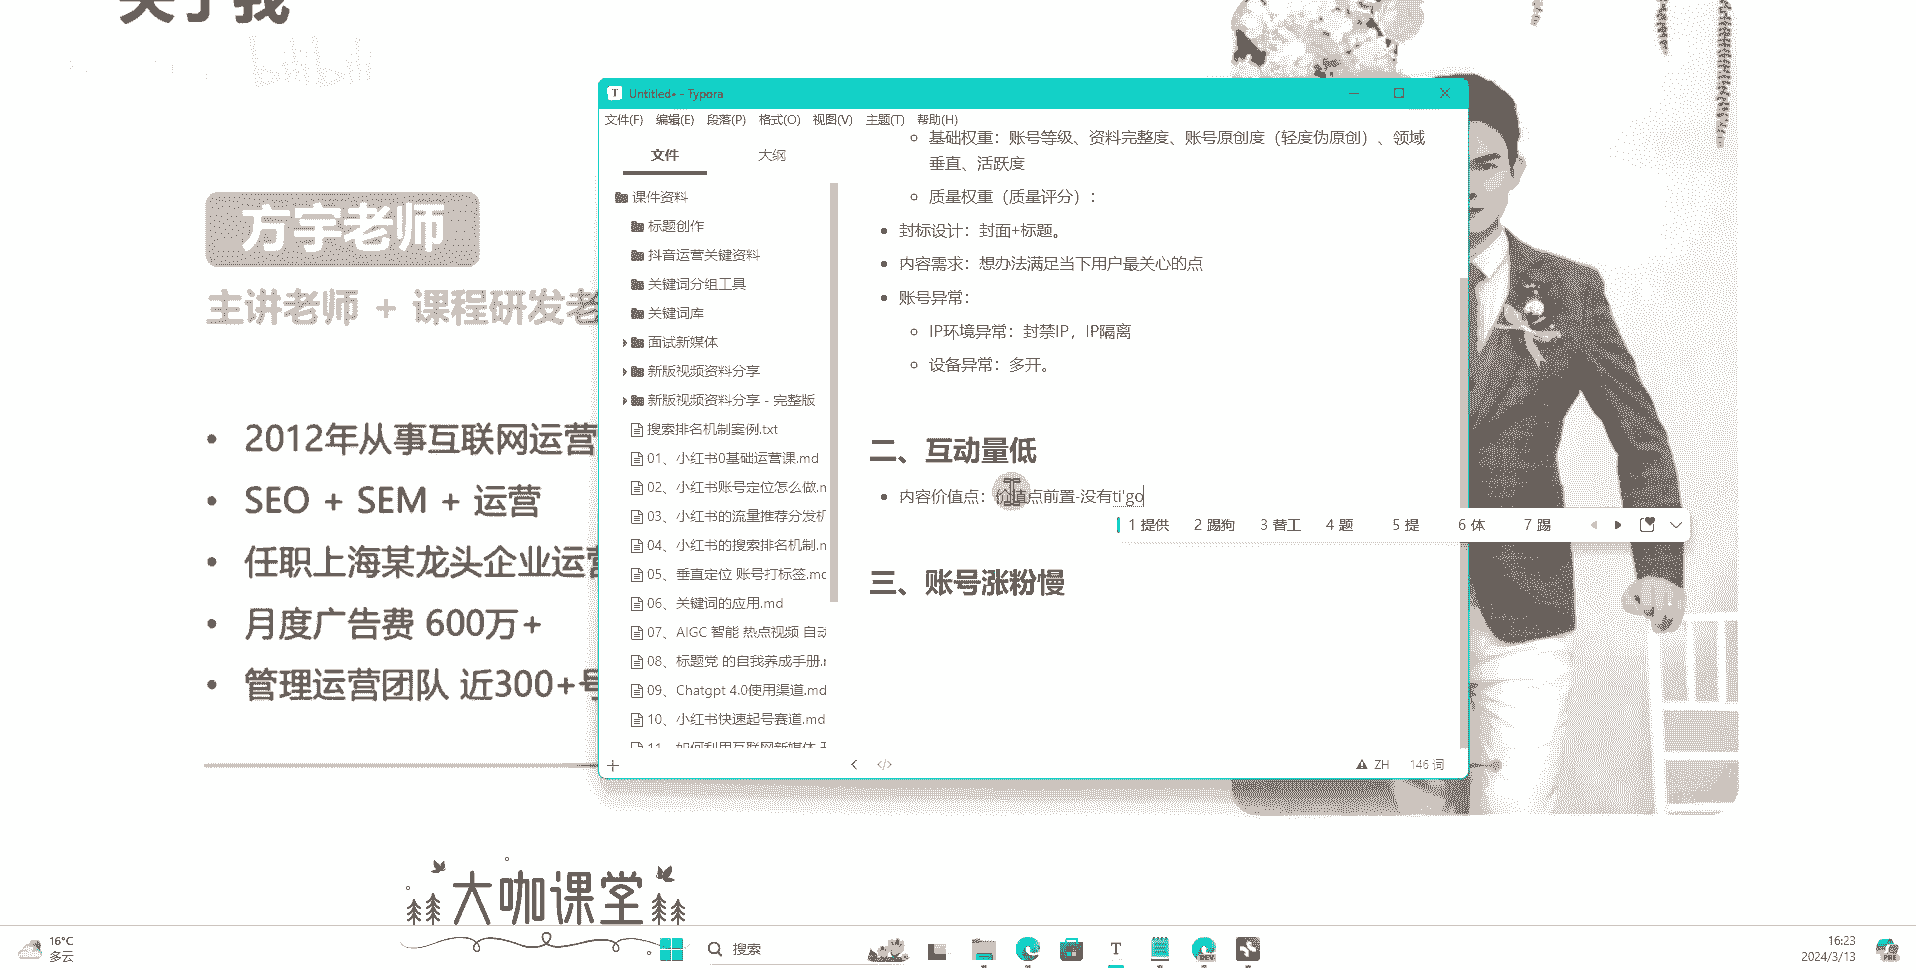 关于我
bilibili
方宇老师
主讲老师 + 课程研发老
2012年从事互联网运营
SEO + SEM + 运营
任职上海某龙头企业运营
月度广告费 600万+
管理运营团队 近300+号
Untitled• - Typora
文件(F) 编辑(E) 段落(P) 格式(O) 视图(V) 主题(T) 帮助(H)
文件 大纲
课件资料
标题创作
抖音运营关键资料
关键词分组工具
关键词库
面试新媒体
新版视频资料分享
新版视频资料分享 - 完整版
搜索排名机制案例.txt
01、小红书0基础运营课.md
02、小红书账号定位怎么做.m
03、小红书的流量推荐分发机
04、小红书的搜索排名机制.m
05、垂直定位 账号打标签.md
06、关键词的应用.md
07、AIGC 智能 热点视频 自动
08、标题党 的自我养成手册.m
09、Chatgpt 4.0使用渠道.md
10、小红书快速起号赛道.md
11、如何利用互联网新媒体
基础权重：账号等级、资料完整度、账号原创度（轻度伪原创）、领域
垂直、活跃度
质量权重（质量评分）：
封标设计：封面+标题。
内容需求：想办法满足当下用户最关心的点
账号异常：
IP环境异常：封禁IP，IP隔离
设备异常：多开。
二、互动量低
内容价值点：价值点前置-没有ti'go
1 提供 2 踢狗 3 替工 4 题 5 提 6 体 7 踢
三、账号涨粉慢
ZH 146 词
大咖课堂
16°C
多云
搜索
DEV
16:23
2024/3/13
PRE